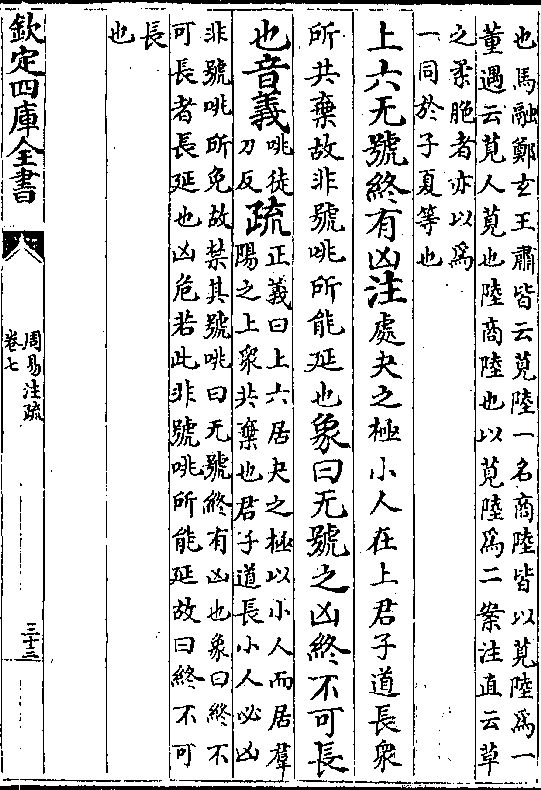 也馬融鄭玄王肅皆云莧陸一名商陸皆以莧陸爲一
董遇云莧人莧也陸商陸也以莧陸爲二案注直云草
之柔脆者亦以爲
一同於子夏等也
上六无號終有凶注處夬之極小人在上君子道長衆
所共棄故非號咷所能延也象曰无號之凶終不可長
也音義咷徒
刀反疏正義曰上六居夬之極以小人而居羣
陽之上衆共棄也君子道長小人必凶
非號咷所免故禁其號咷曰无號終有凶也象曰終不
可長者長延也凶危若此非號咷所能延故曰終不可
長
也
欽定四庫全書
周易注疏
卷七
三十三